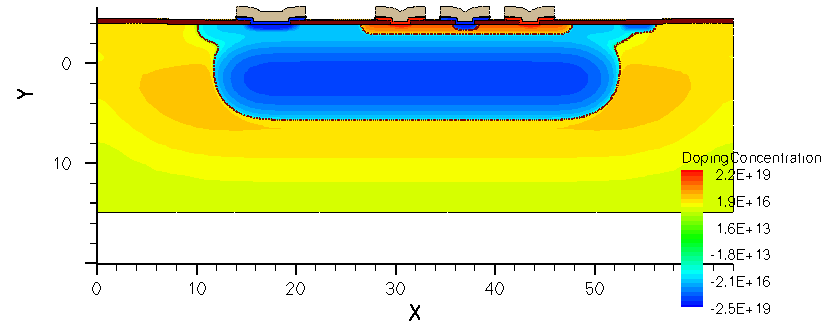 Y
0
10
DopingConcentration
2.2E+19
1.9E+16
1.6E+13
-1.8E+13
-2.1E+16
-2.5E+19
0 10 20 30 40 50
X